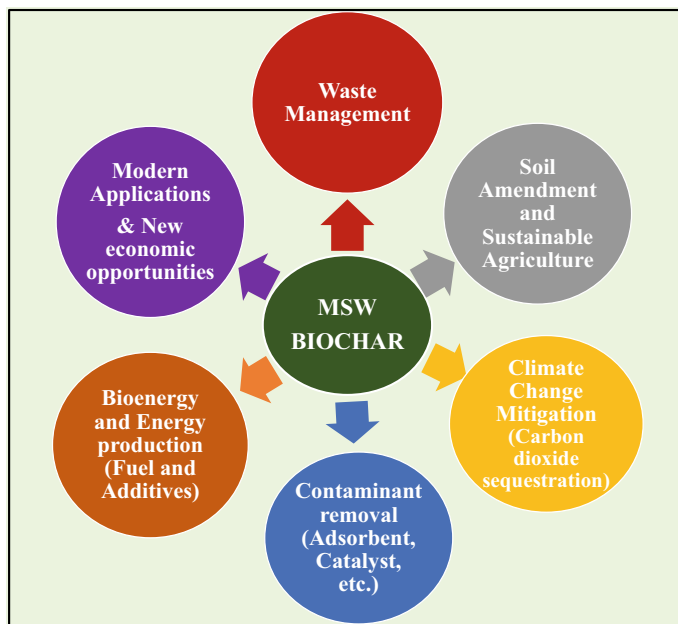 Waste
Management
Modern
Applications
& New
economic
opportunities
Soil
Amendment
and
Sustainable
Agriculture
MSW
BIOCHAR
Bioenergy
and Energy
production
(Fuel and
Additives)
Climate
Change
Mitigation
(Carbon
dioxide
sequestration)
Contaminant
removal
(Adsorbent,
Catalyst,
etc.)